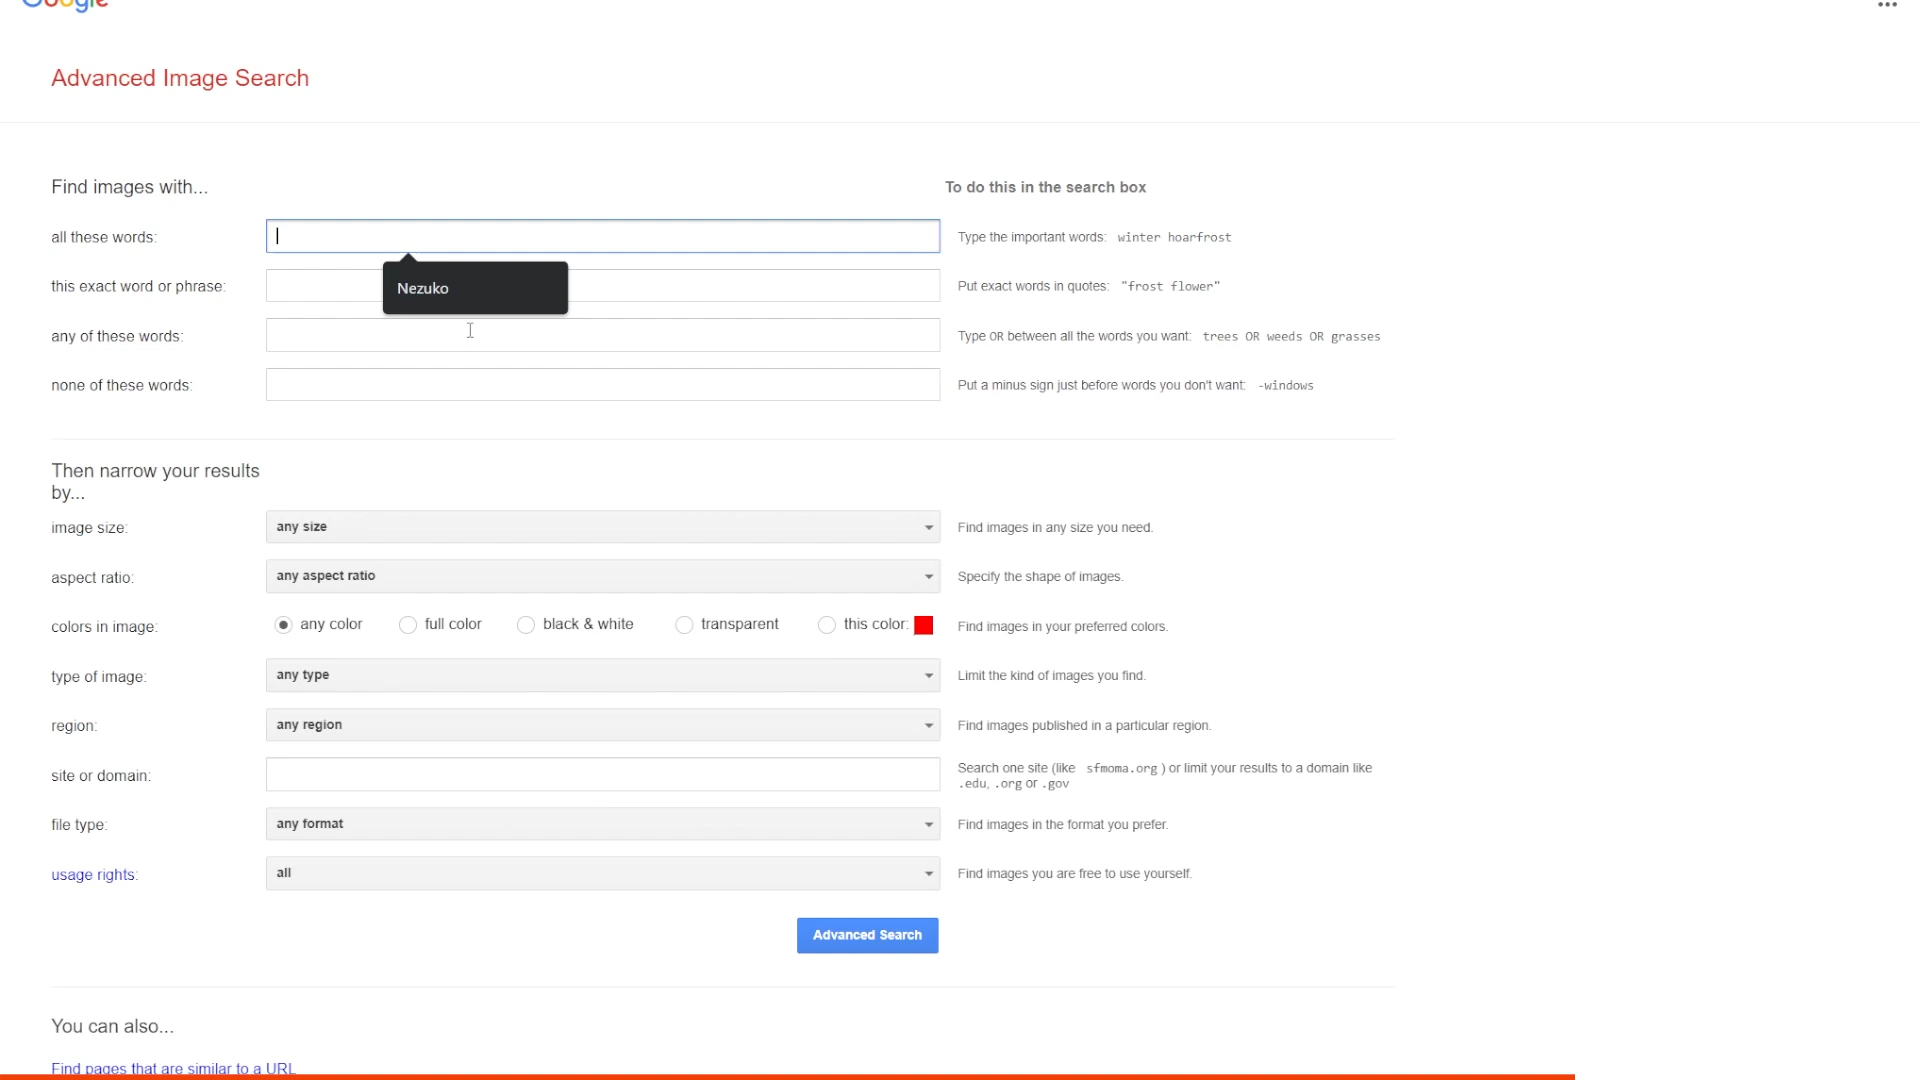 Google
Advanced Image Search
Find images with...
To do this in the search box
all these words:
Type the important words: winter hoarfrost
Nezuko
this exact word or phrase:
Put exact words in quotes: "frost flower"
any of these words:
Type OR between all the words you want: trees OR weeds OR grasses
none of these words:
Put a minus sign just before words you don't want: -windows
Then narrow your results
by...
image size:
any size
Find images in any size you need.
aspect ratio:
any aspect ratio
Specify the shape of images.
colors in image:
any color full color black & white transparent this color:
Find images in your preferred colors.
type of image:
any type
Limit the kind of images you find.
region:
any region
Find images published in a particular region.
site or domain:
Search one site (like sfmoma.org ) or limit your results to a domain like
.edu, .org or .gov
file type:
any format
Find images in the format you prefer.
usage rights:
all
Find images you are free to use yourself.
Advanced Search
You can also...
Find pages that are similar to a URL